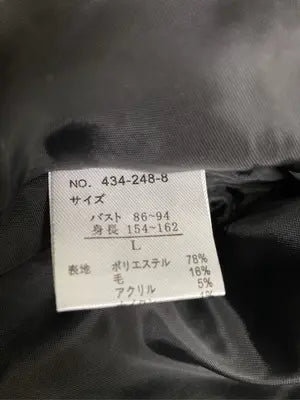 NO. 434-248-8
サイズ
バスト 86~94
身長 154~162
L
表地 ポリエステル 78%
毛 16%
アクリル 5%